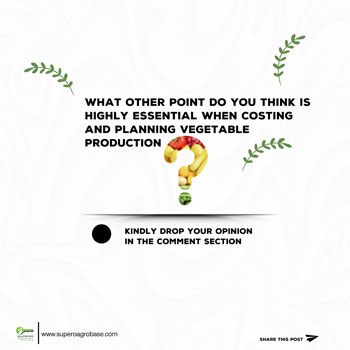 WHAT OTHER POINT DO YOU THINK IS
HIGHLY ESSENTIAL WHEN COSTING
AND PLANNING VEGETABLE
PRODUCTION
?
KINDLY DROP YOUR OPINION
IN THE COMMENT SECTION
www.superoagrobase.com
SHARE THIS POST